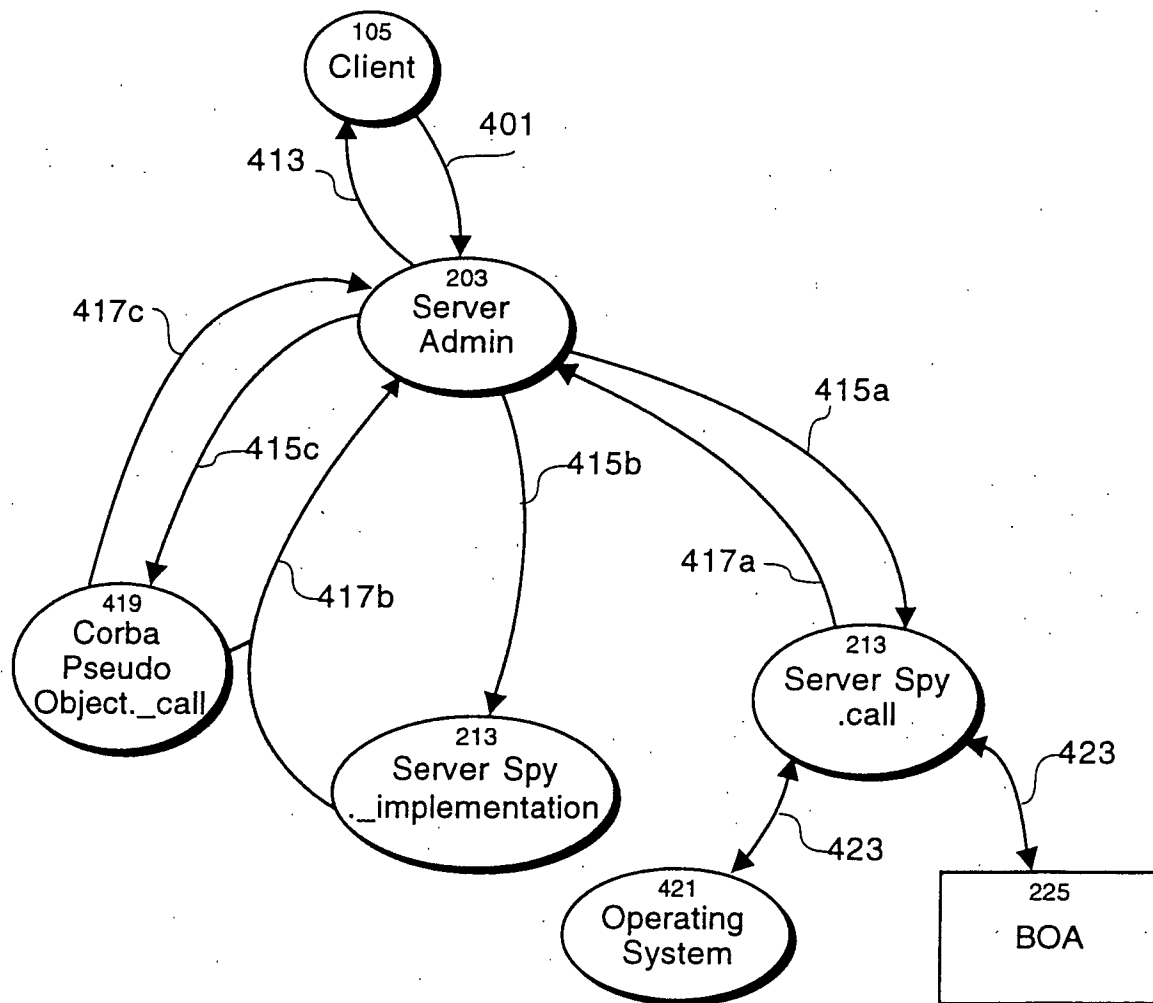 105
Client
401
413
203
Server
Admin
417c
415a
415c
415b
417a
417b
419
Corba
Pseudo
Object._call
213
Server Spy
.call
213
Server Spy
._implementation
423
423
421
Operating
System
225
BOA